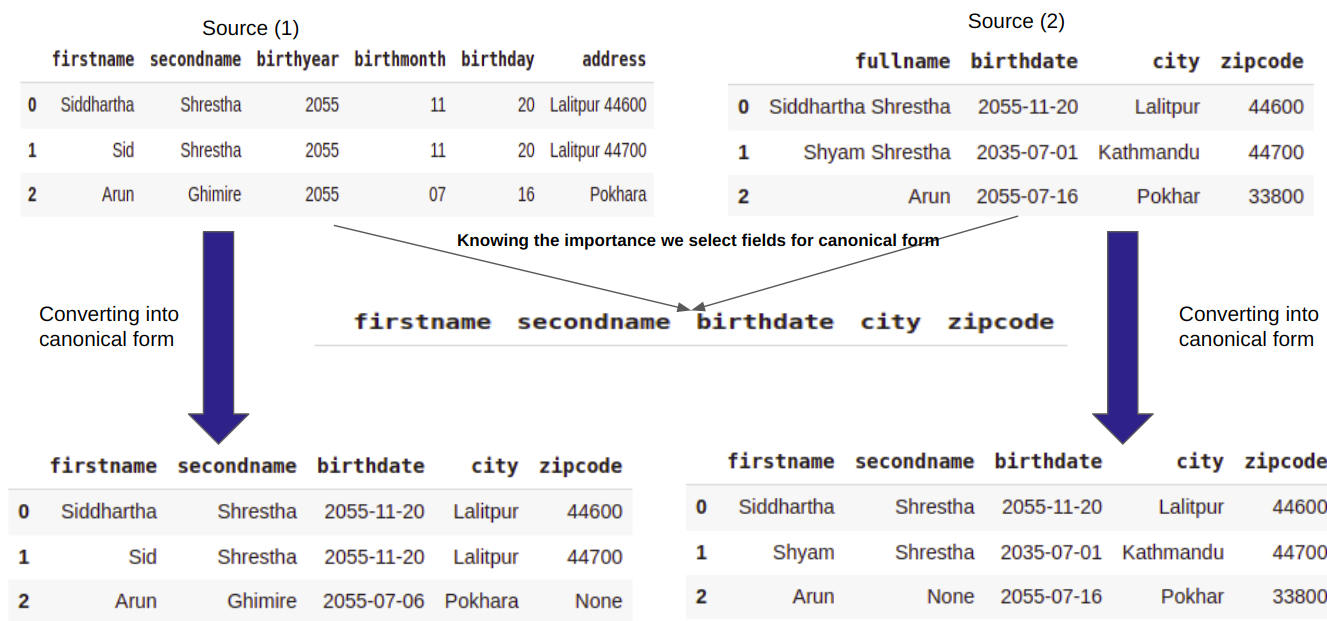 Source (1)
firstname secondname birthyear birthmonth birthday address
0 Siddhartha Shrestha 2055 11 20 Lalitpur 44600
1 Sid Shrestha 2055 11 20 Lalitpur 44700
2 Arun Ghimire 2055 07 16 Pokhara
Source (2)
fullname birthdate city zipcode
0 Siddhartha Shrestha 2055-11-20 Lalitpur 44600
1 Shyam Shrestha 2035-07-01 Kathmandu 44700
2 Arun 2055-07-16 Pokhar 33800
Knowing the importance we select fields for canonical form
firstname secondname birthdate city zipcode
Converting into
canonical form
Converting into
canonical form
firstname secondname birthdate city zipcode
0 Siddhartha Shrestha 2055-11-20 Lalitpur 44600
1 Sid Shrestha 2055-11-20 Lalitpur 44700
2 Arun Ghimire 2055-07-06 Pokhara None
firstname secondname birthdate city zipcode
0 Siddhartha Shrestha 2055-11-20 Lalitpur 44600
1 Shyam Shrestha 2035-07-01 Kathmandu 44700
2 Arun None 2055-07-16 Pokhar 33800